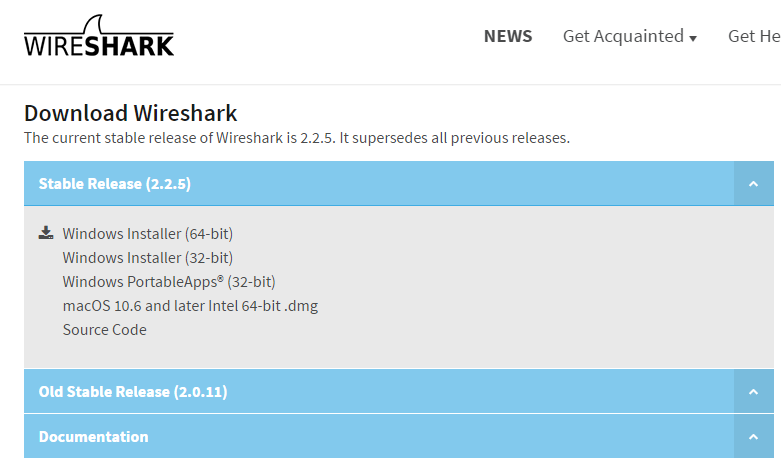 WIRESHARK
NEWS Get Acquainted Get He
Download Wireshark
The current stable release of Wireshark is 2.2.5. It supersedes all previous releases.
Stable Release (2.2.5)
Windows Installer (64-bit)
Windows Installer (32-bit)
Windows PortableApps® (32-bit)
macOS 10.6 and later Intel 64-bit .dmg
Source Code
Old Stable Release (2.0.11)
Documentation